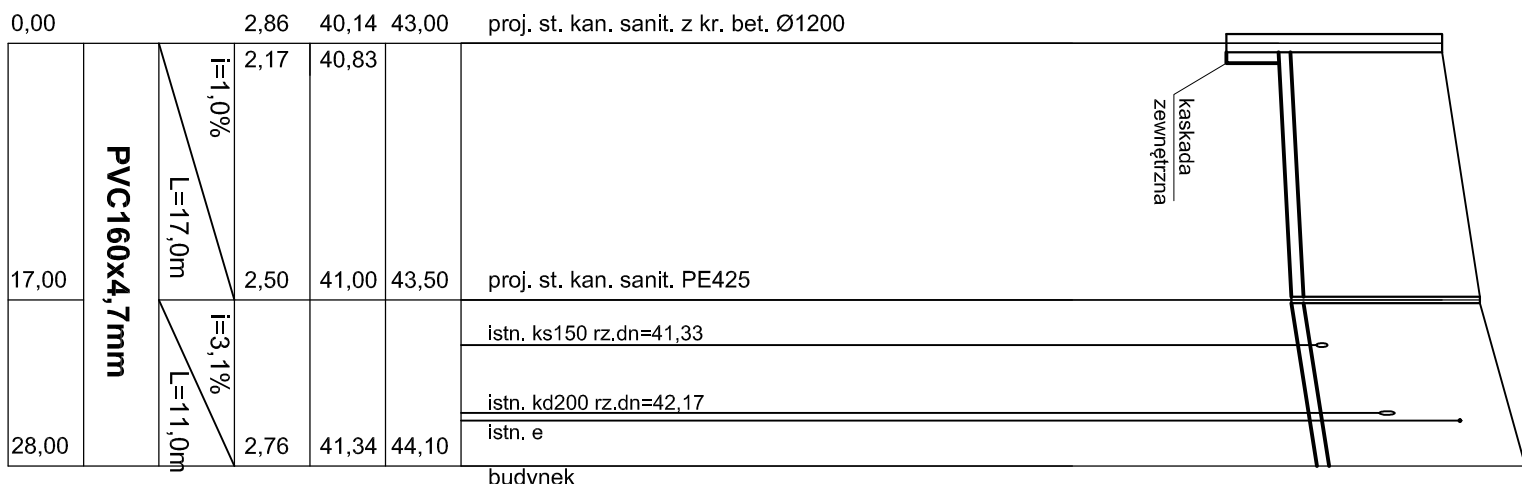 0,00 2,86 40,14 43,00 proj. st. kan. sanit. z kr. bet. Ø1200
2,17 40,83
i=1,0%
L=17,0m
kaskada
zewnętrzna
PVC160x4,7mm
17,00 2,50 41,00 43,50 proj. st. kan. sanit. PE425
i=3,1%
L=11,0m
istn. ks150 rz.dn=41,33
istn. kd200 rz.dn=42,17
istn. e
28,00 2,76 41,34 44,10
budynek